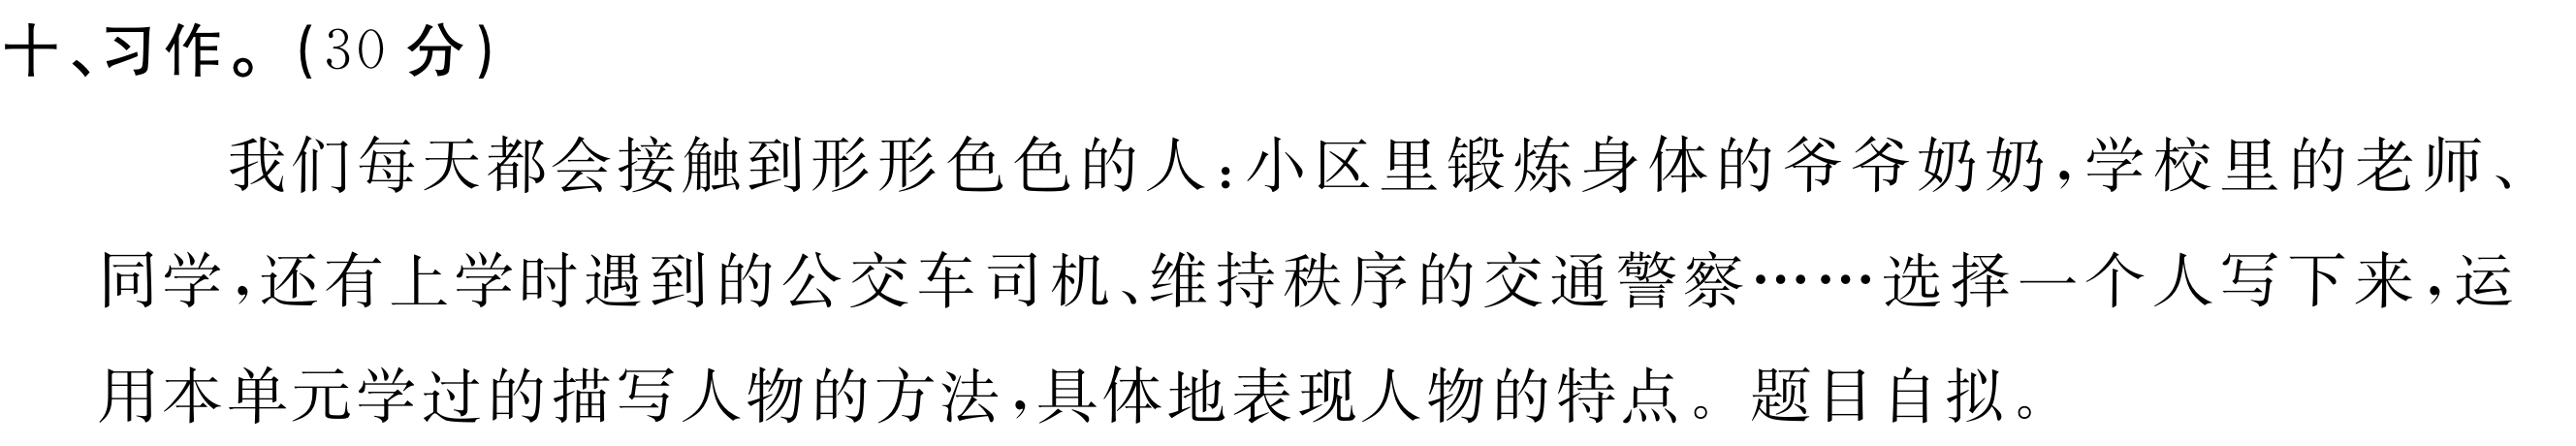 十、习作。(30 分)
我们每天都会接触到形形色色的人:小区里锻炼身体的爷爷奶奶,学校里的老师、
同学,还有上学时遇到的公交车司机、维持秩序的交通警察……选择一个人写下来,运
用本单元学过的描写人物的方法,具体地表现人物的特点。题目自拟。